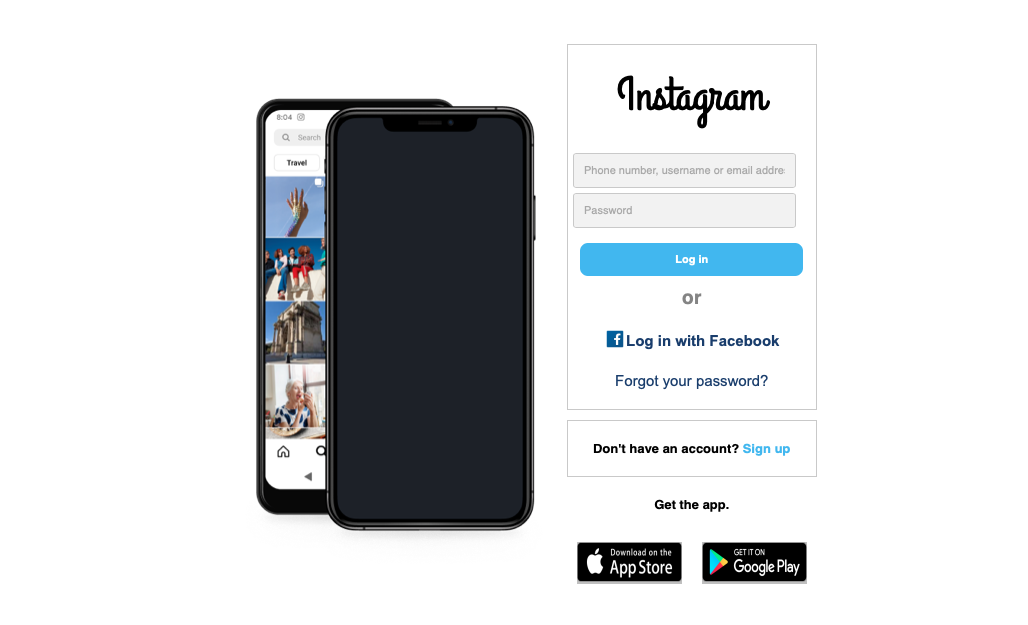 8:04
Search
Travel
Instagram
Phone number, username or email addre
Password
Log In
or
Log in with Facebook
Forgot your password?
Don't have an account? Sign up
Get the app.
Download on the
App Store
GET IT ON
Google Play